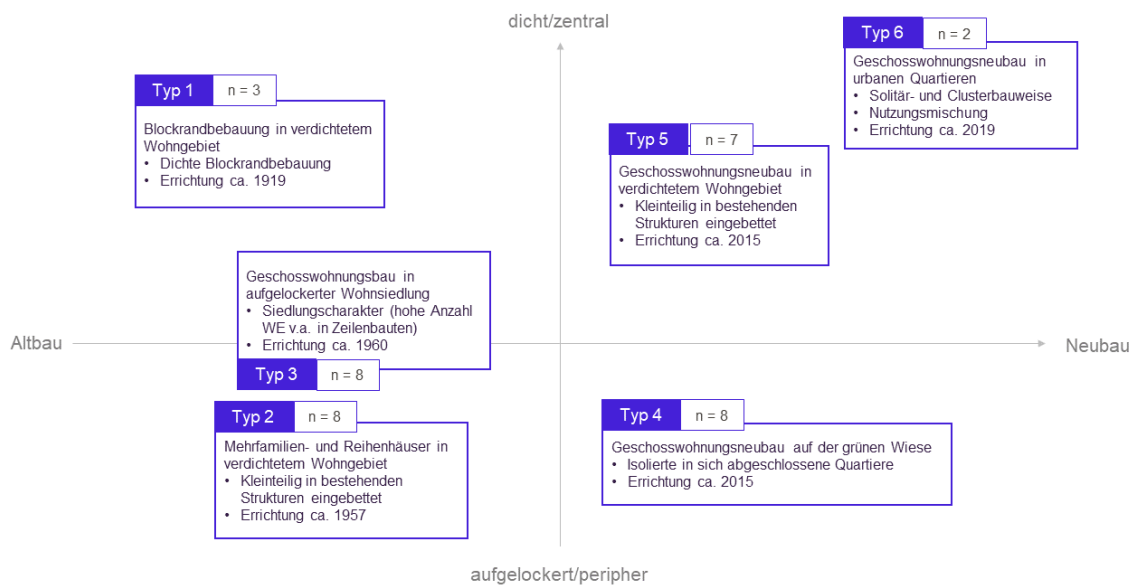 dicht/zentral
Typ 6 n = 2
Geschosswohnungsneubau in
urbanen Quartieren
• Solitär- und Clusterbauweise
• Nutzungsmischung
• Errichtung ca. 2019
Typ 1 n = 3
Blockrandbebauung in verdichtetem
Wohngebiet
• Dichte Blockrandbebauung
• Errichtung ca. 1919
Typ 5 n = 7
Geschosswohnungsneubau in
verdichtetem Wohngebiet
• Kleinteilig in bestehenden
Strukturen eingebettet
• Errichtung ca. 2015
Geschosswohnungsbau in
aufgelockerter Wohnsiedlung
• Siedlungscharakter (hohe Anzahl
WE v.a. in Zeilenbauten)
• Errichtung ca. 1960
Typ 3 n = 8
Altbau
Neubau
Typ 2 n = 8
Mehrfamilien- und Reihenhäuser in
verdichtetem Wohngebiet
• Kleinteilig in bestehenden
Strukturen eingebettet
• Errichtung ca. 1957
Typ 4 n = 8
Geschosswohnungsneubau auf der grünen Wiese
• Isolierte in sich abgeschlossene Quartiere
• Errichtung ca. 2015
aufgelockert/peripher